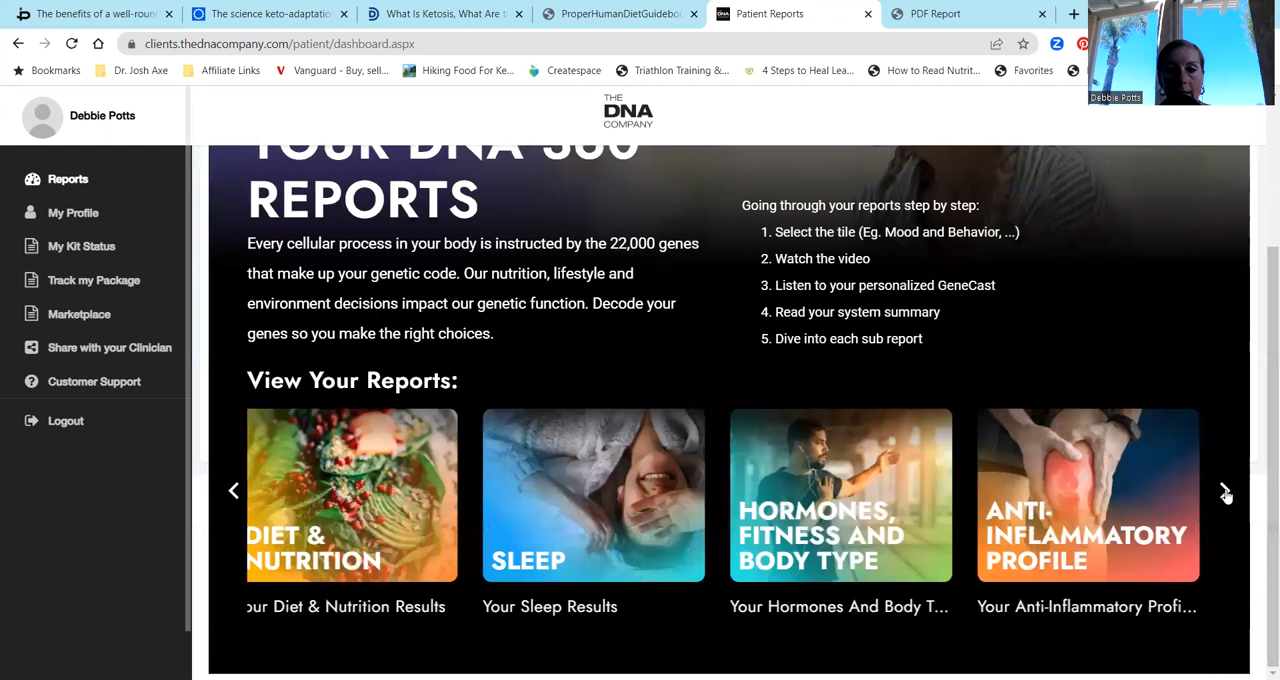 The benefits of a well-roun
The science keto-adaptatio
What Is Ketosis, What Are t
ProperHumanDietGuidebo
Patient Reports
PDF Report
clients.thednacompany.com/patient/dashboard.aspx
Bookmarks
Dr. Josh Axe
Affiliate Links
Vanguard - Buy, sell...
Hiking Food For Ke...
Createspace
Triathlon Training &...
4 Steps to Heal Lea...
How to Read Nutrit...
Favorites
Debbie Potts
Debbie Potts
THE
DNA
COMPANY
Reports
My Profile
My Kit Status
Track my Package
Marketplace
Share with your Clinician
Customer Support
Logout
YOUR DNA 360
REPORTS
Every cellular process in your body is instructed by the 22,000 genes
that make up your genetic code. Our nutrition, lifestyle and
environment decisions impact our genetic function. Decode your
genes so you make the right choices.
Going through your reports step by step:
1. Select the tile (Eg. Mood and Behavior, ...)
2. Watch the video
3. Listen to your personalized GeneCast
4. Read your system summary
5. Dive into each sub report
View Your Reports:
DIET &
NUTRITION
SLEEP
HORMONES,
FITNESS AND
BODY TYPE
ANTI-
INFLAMMATORY
PROFILE
our Diet & Nutrition Results
Your Sleep Results
Your Hormones And Body T...
Your Anti-Inflammatory Profi...